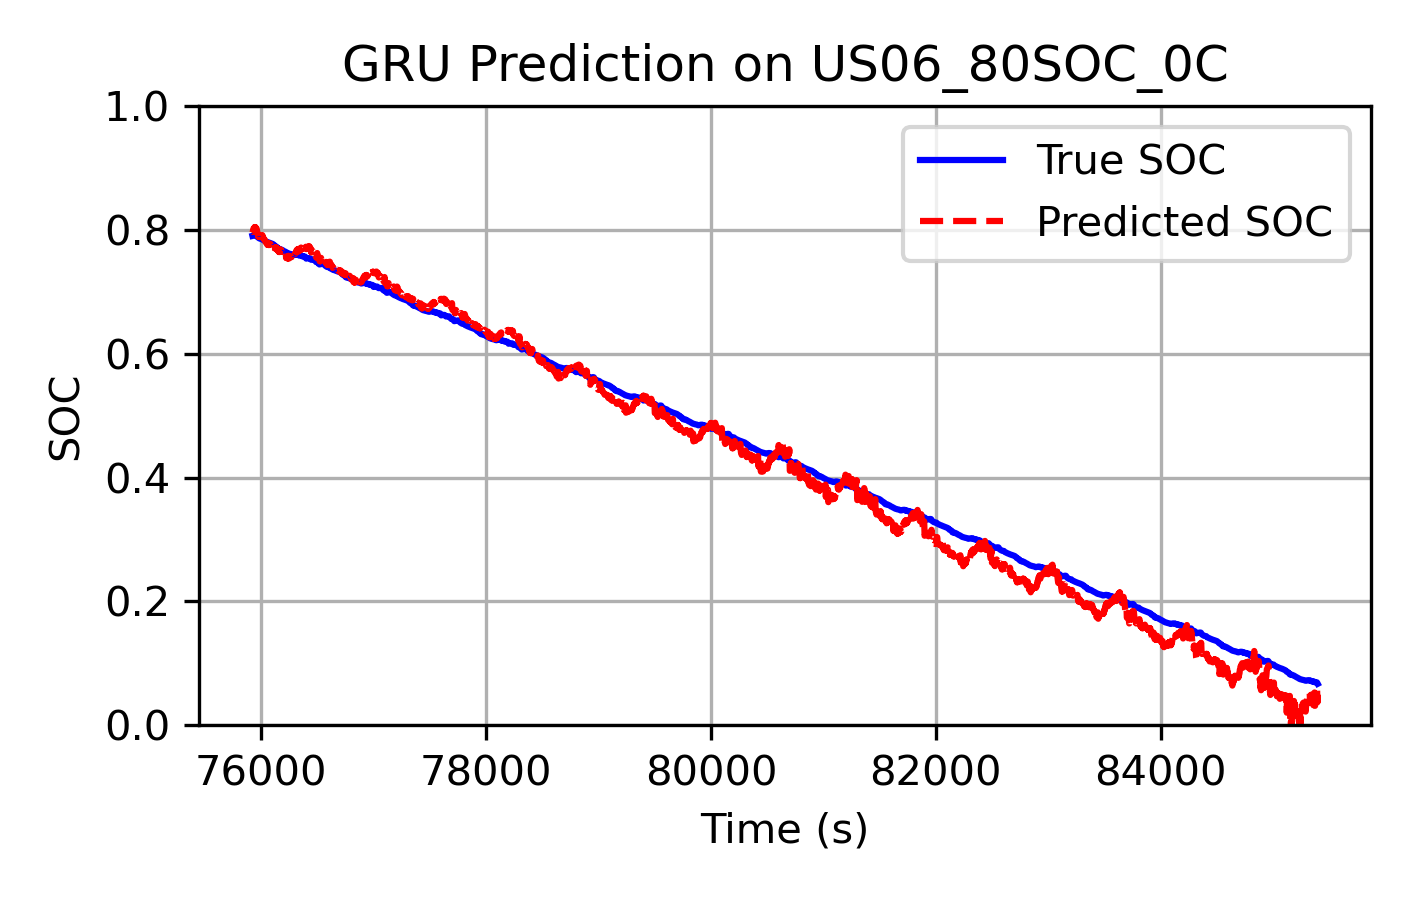 GRU Prediction on US06_80SOC_0C
1.0
0.8
0.6
0.4
0.2
0.0
SOC
True SOC
Predicted SOC
76000 78000 80000 82000 84000
Time (s)